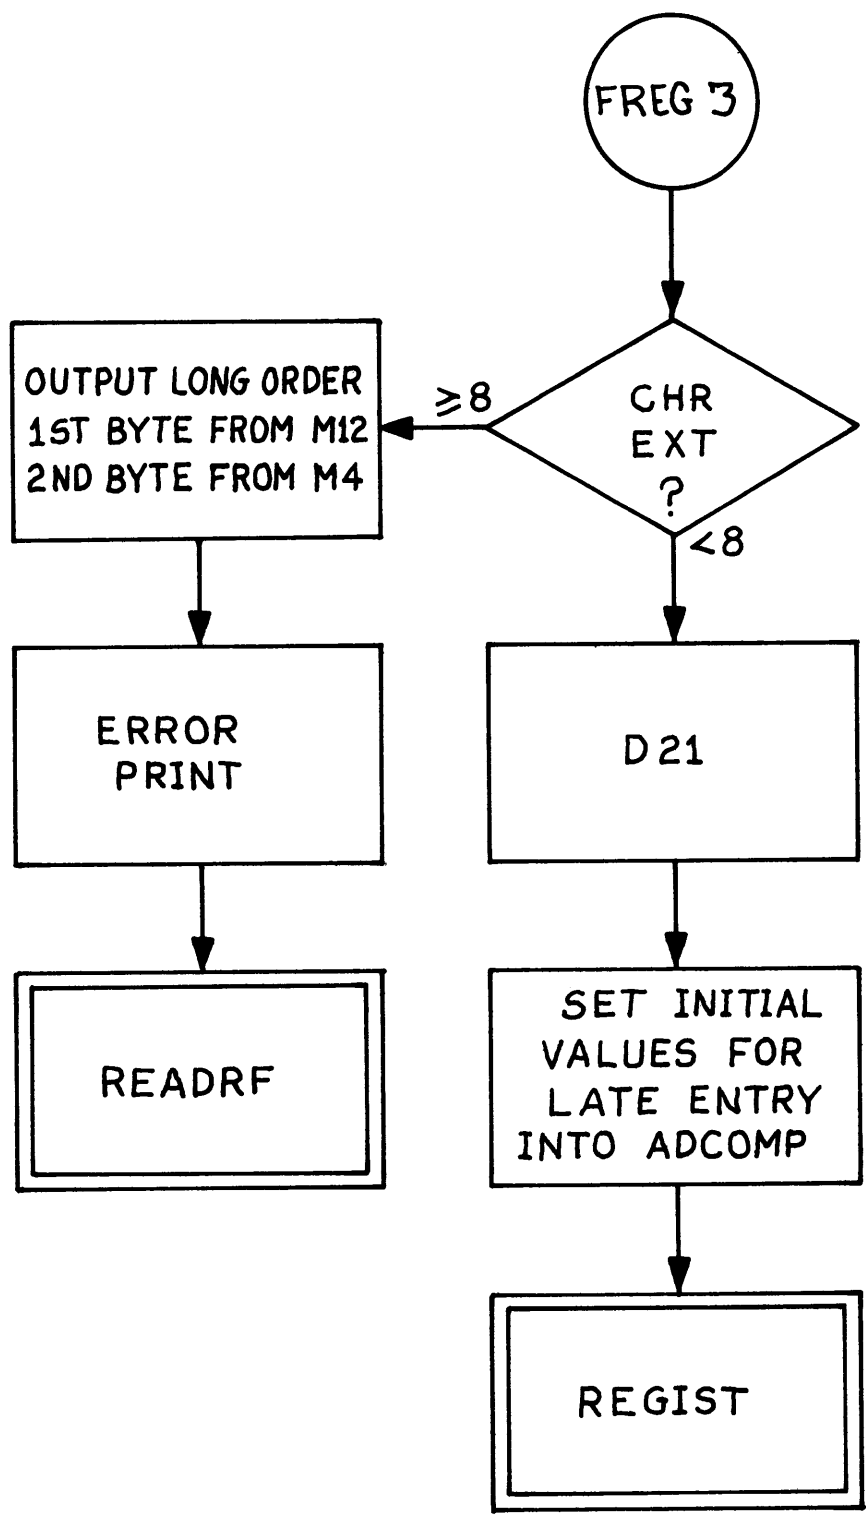 FREG 3
CHR
EXT
?
≥8
<8
OUTPUT LONG ORDER
1ST BYTE FROM M12
2ND BYTE FROM M4
ERROR
PRINT
READRF
D21
SET INITIAL
VALUES FOR
LATE ENTRY
INTO ADCOMP
REGIST